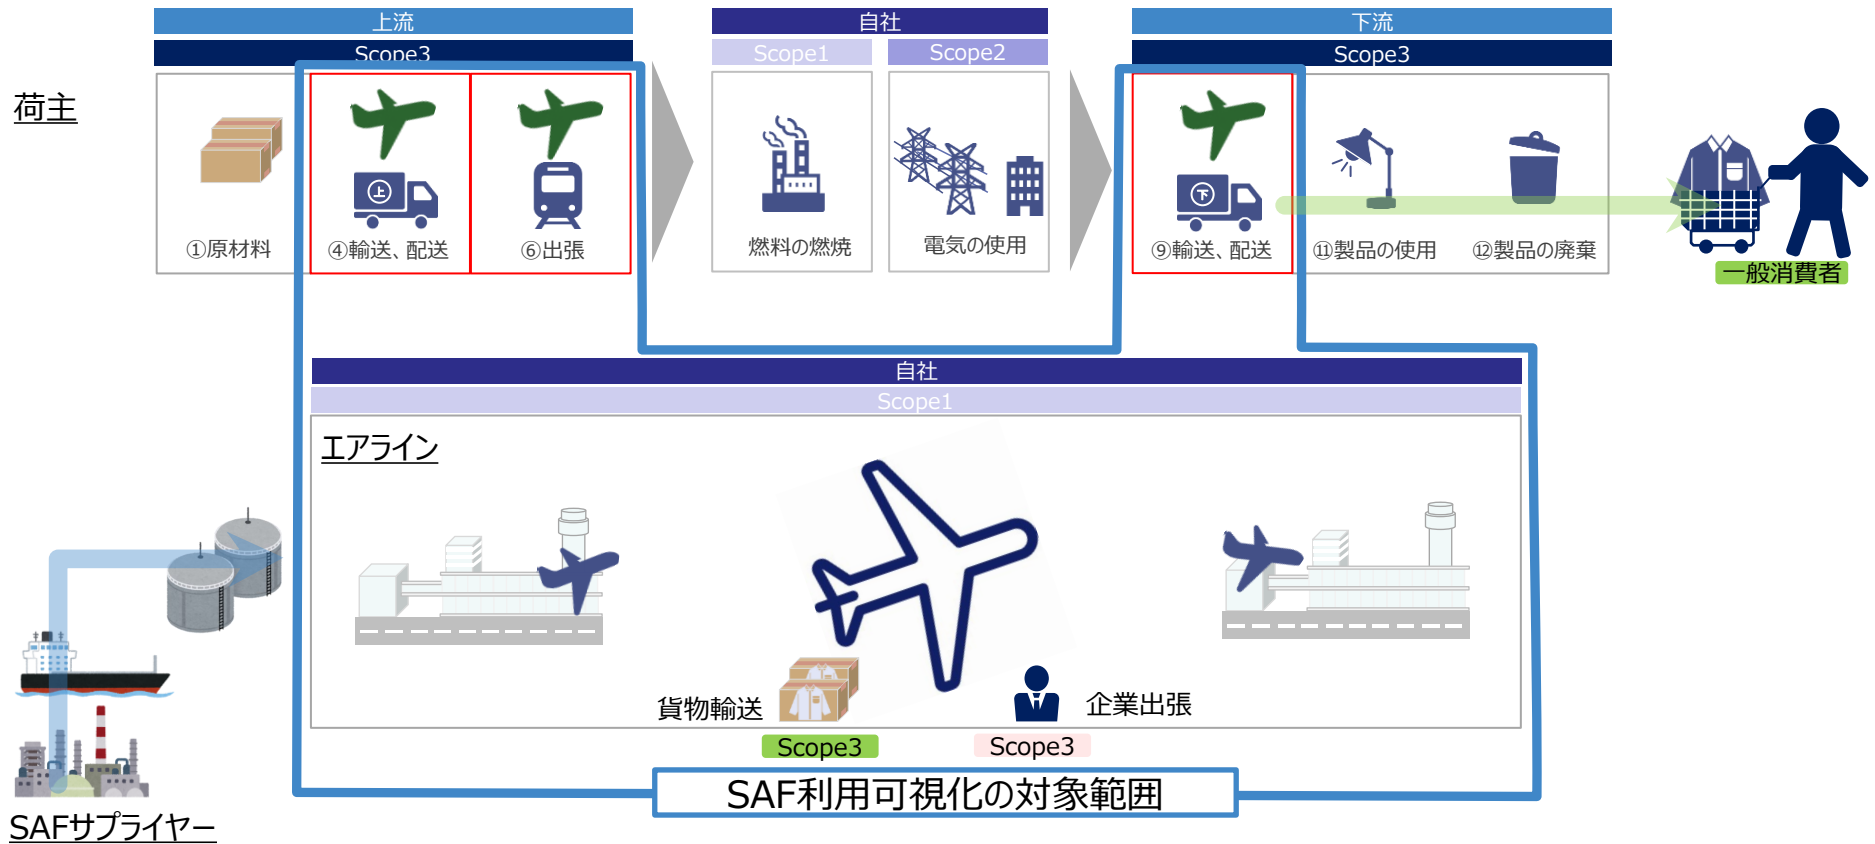 上流
自社
下流
Scope3
Scope1
Scope2
Scope3
荷主
上
下
①原材料
④輸送、配送
⑥出張
燃料の燃焼
電気の使用
⑨輸送、配送
⑪製品の使用
⑫製品の廃棄
一般消費者
自社
Scope1
エアライン
貨物輸送
企業出張
Scope3
Scope3
SAF利用可視化の対象範囲
SAFサプライヤー